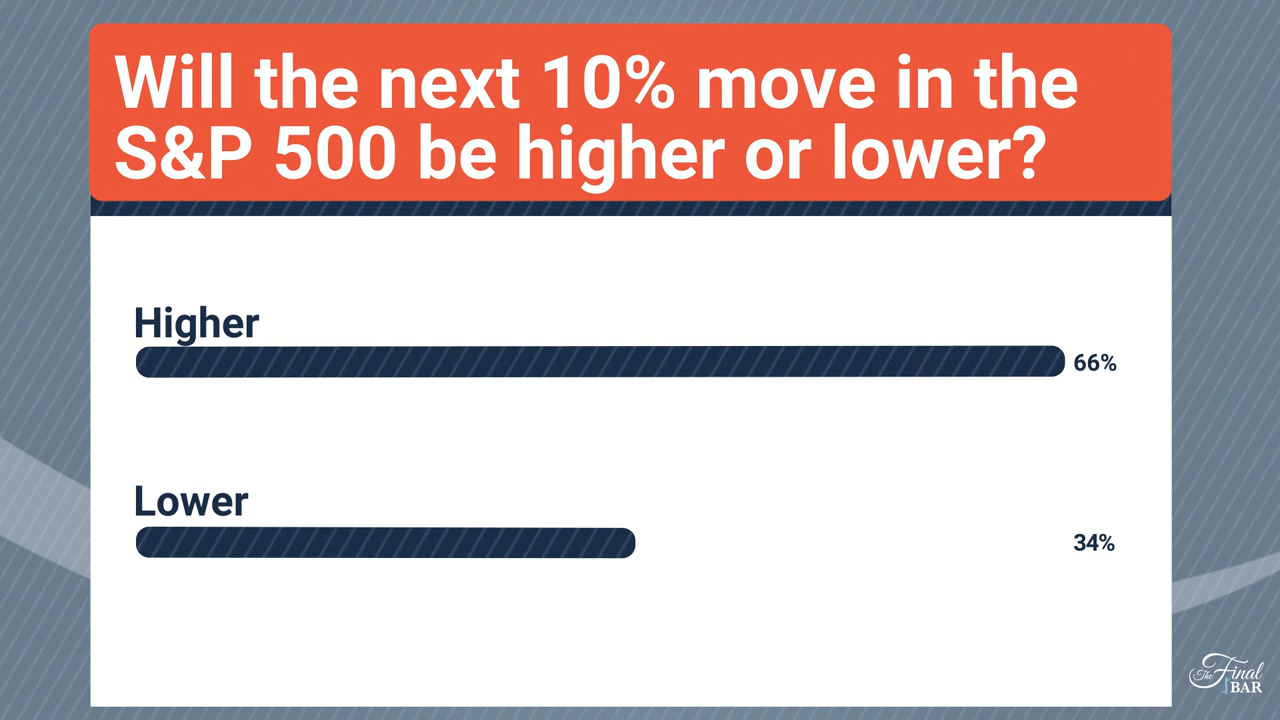 Will the next 10% move in the
S&P 500 be higher or lower?
Higher
66%
Lower
34%
The Final
BAR